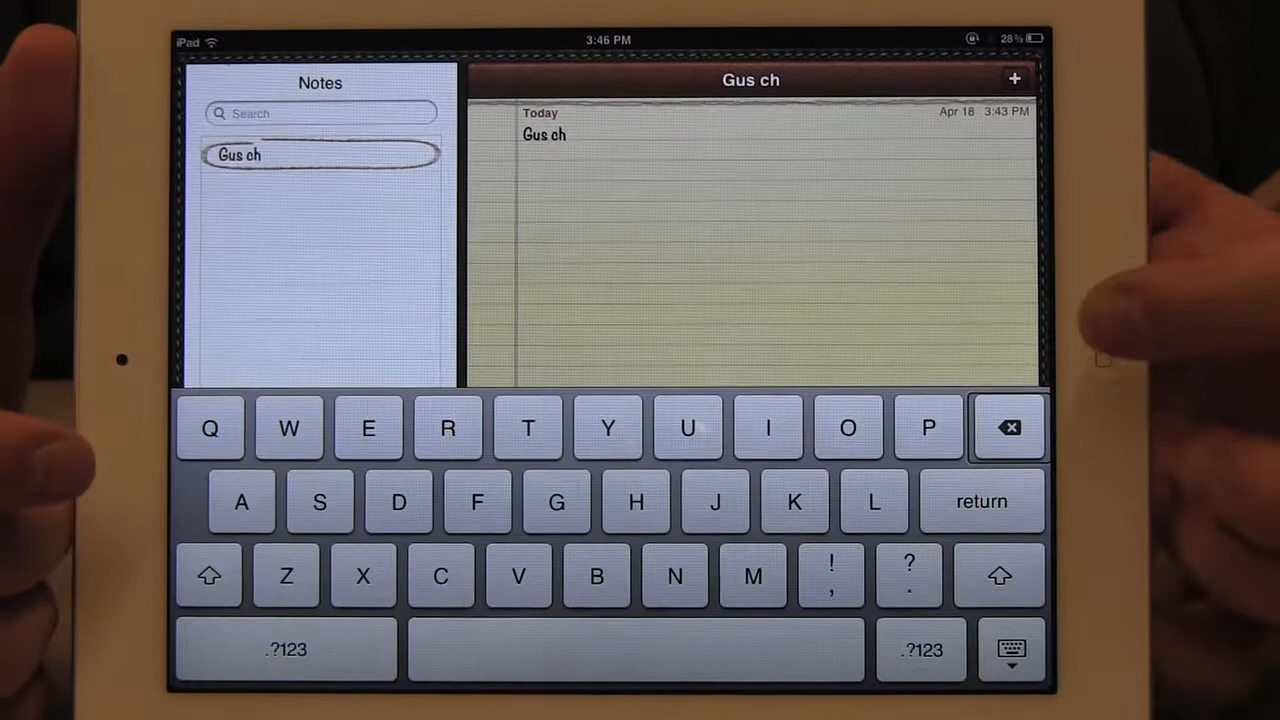 iPad 3:46 PM 28%
Notes
Gus ch
+
Search
Today Apr 18 3:43 PM
Gus ch
Gus ch
Q W E R T Y U I O P
A S D F G H J K L return
Z X C V B N M ! , ? .
.?123 .?123